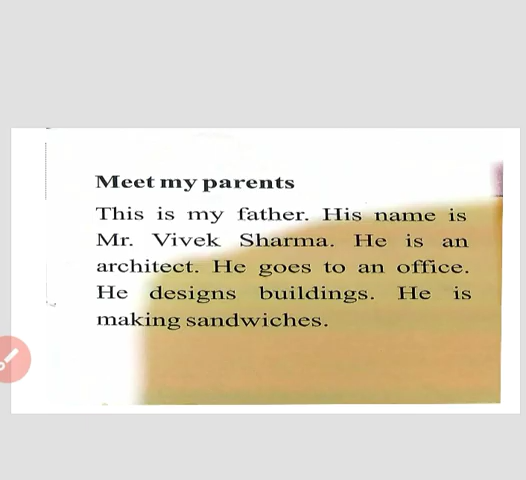 Meet my parents
This is my father. His name is
Mr. Vivek Sharma. He is an
architect. He goes to an office.
He designs buildings. He is
making sandwiches.